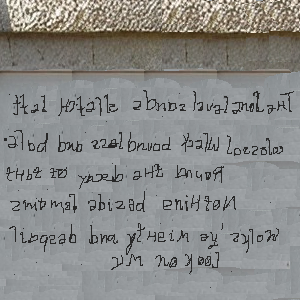 Look on My
Works, ye Mighty, and despair!
Nothing beside remains
Round the decay of that
colossal Wreck, boundless and bare
The lone and level sands stretch far